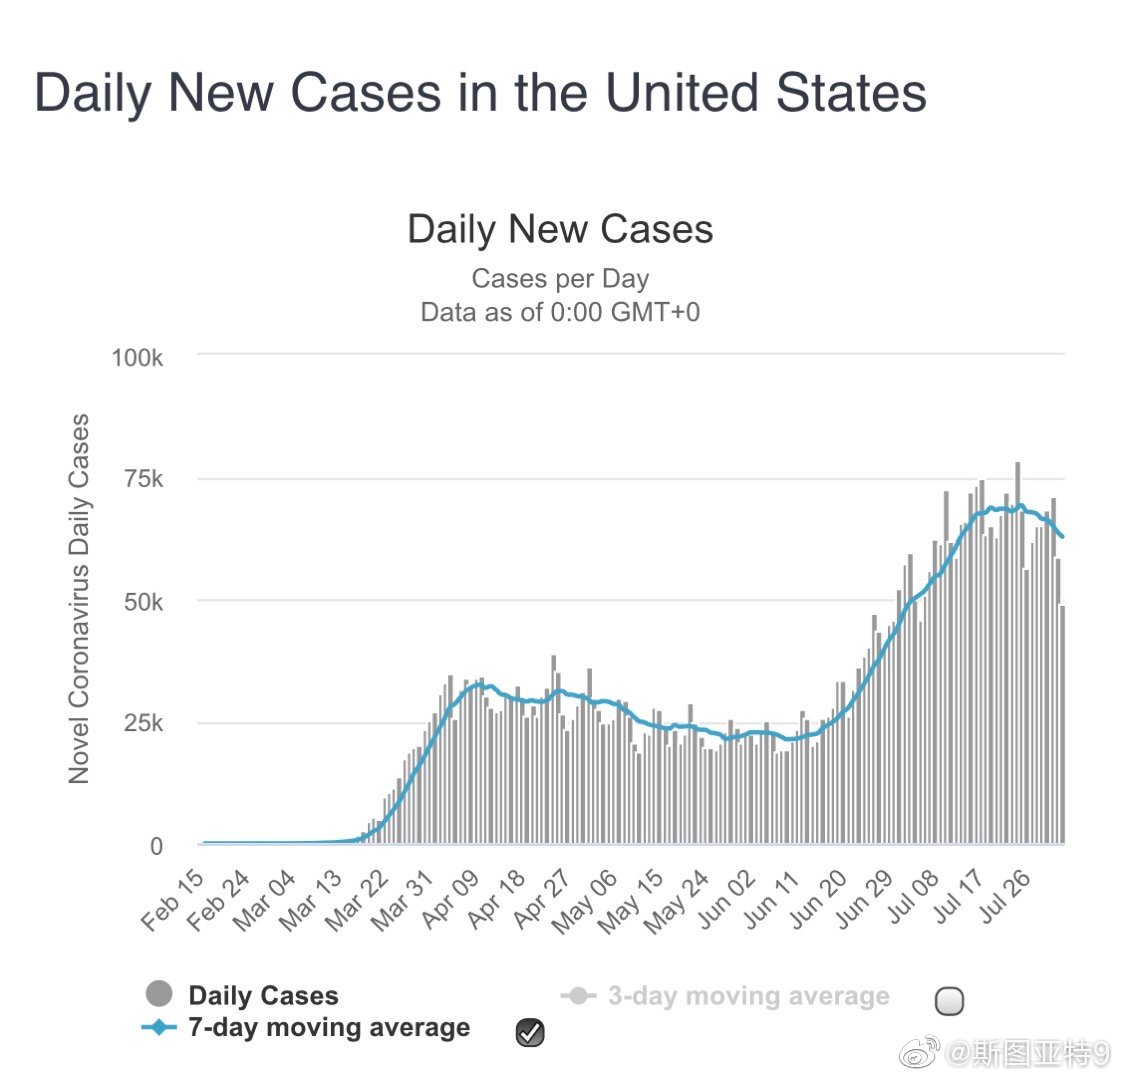 Daily New Cases in the United States
Daily New Cases
Cases per Day
Data as of 0:00 GMT+0
Novel Coronavirus Daily Cases
100k
75k
50k
25k
0
Feb 15
Feb 24
Mar 04
Mar 13
Mar 22
Mar 31
Apr 09
Apr 18
Apr 27
May 06
May 15
May 24
Jun 02
Jun 11
Jun 20
Jun 29
Jul 08
Jul 17
Jul 26
Daily Cases
3-day moving average
7-day moving average
@斯图亚特9